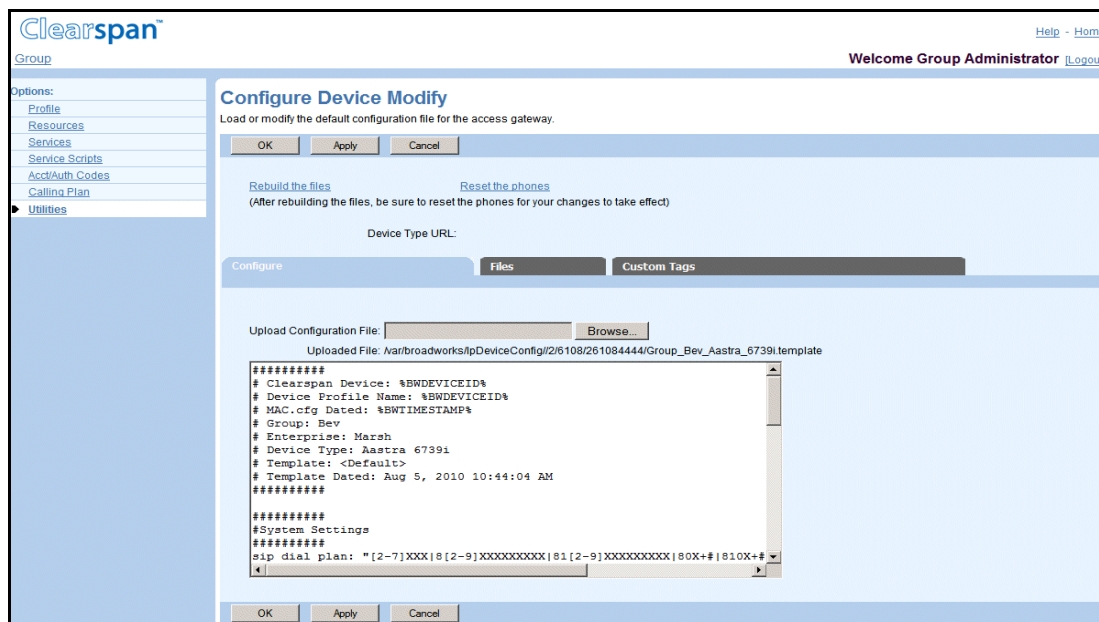 Clearspan™
Help - Hom
Group
Welcome Group Administrator [Logou
Options:
Profile
Resources
Services
Service Scripts
Acct/Auth Codes
Calling Plan
Utilities
Configure Device Modify
Load or modify the default configuration file for the access gateway.
OK Apply Cancel
Rebuild the files Reset the phones
(After rebuilding the files, be sure to reset the phones for your changes to take effect)
Device Type URL:
Configure Files Custom Tags
Upload Configuration File: Browse...
Uploaded File: /var/broadworks/IpDeviceConfig//2/6108/261084444/Group_Bev_Aastra_6739i.template
##########
# Clearspan Device: %BWDEVICEID%
# Device Profile Name: %BWDEVICEID%
# MAC.cfg Dated: %BWTIMESTAMP%
# Group: Bev
# Enterprise: Marsh
# Device Type: Aastra 6739i
# Template: <Default>
# Template Dated: Aug 5, 2010 10:44:04 AM
##########
##########
#System Settings
##########
sip dial plan: "[2-7]XXX|8[2-9]XXXXXXXXX|81[2-9]XXXXXXXXX|80X+#|810X+#
OK Apply Cancel